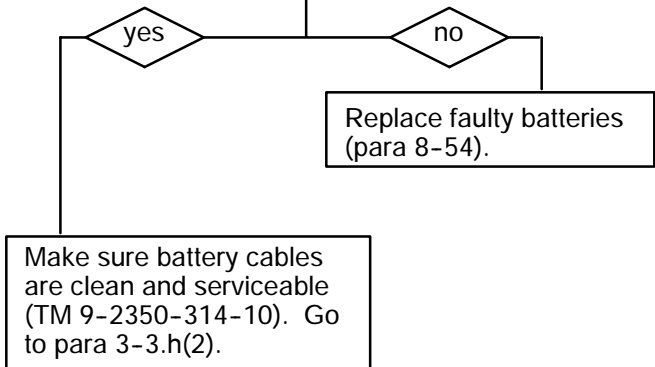 yes
no
Replace faulty batteries
(para 8-54).
Make sure battery cables
are clean and serviceable
(TM 9-2350-314-10).  Go
to para 3-3.h(2).